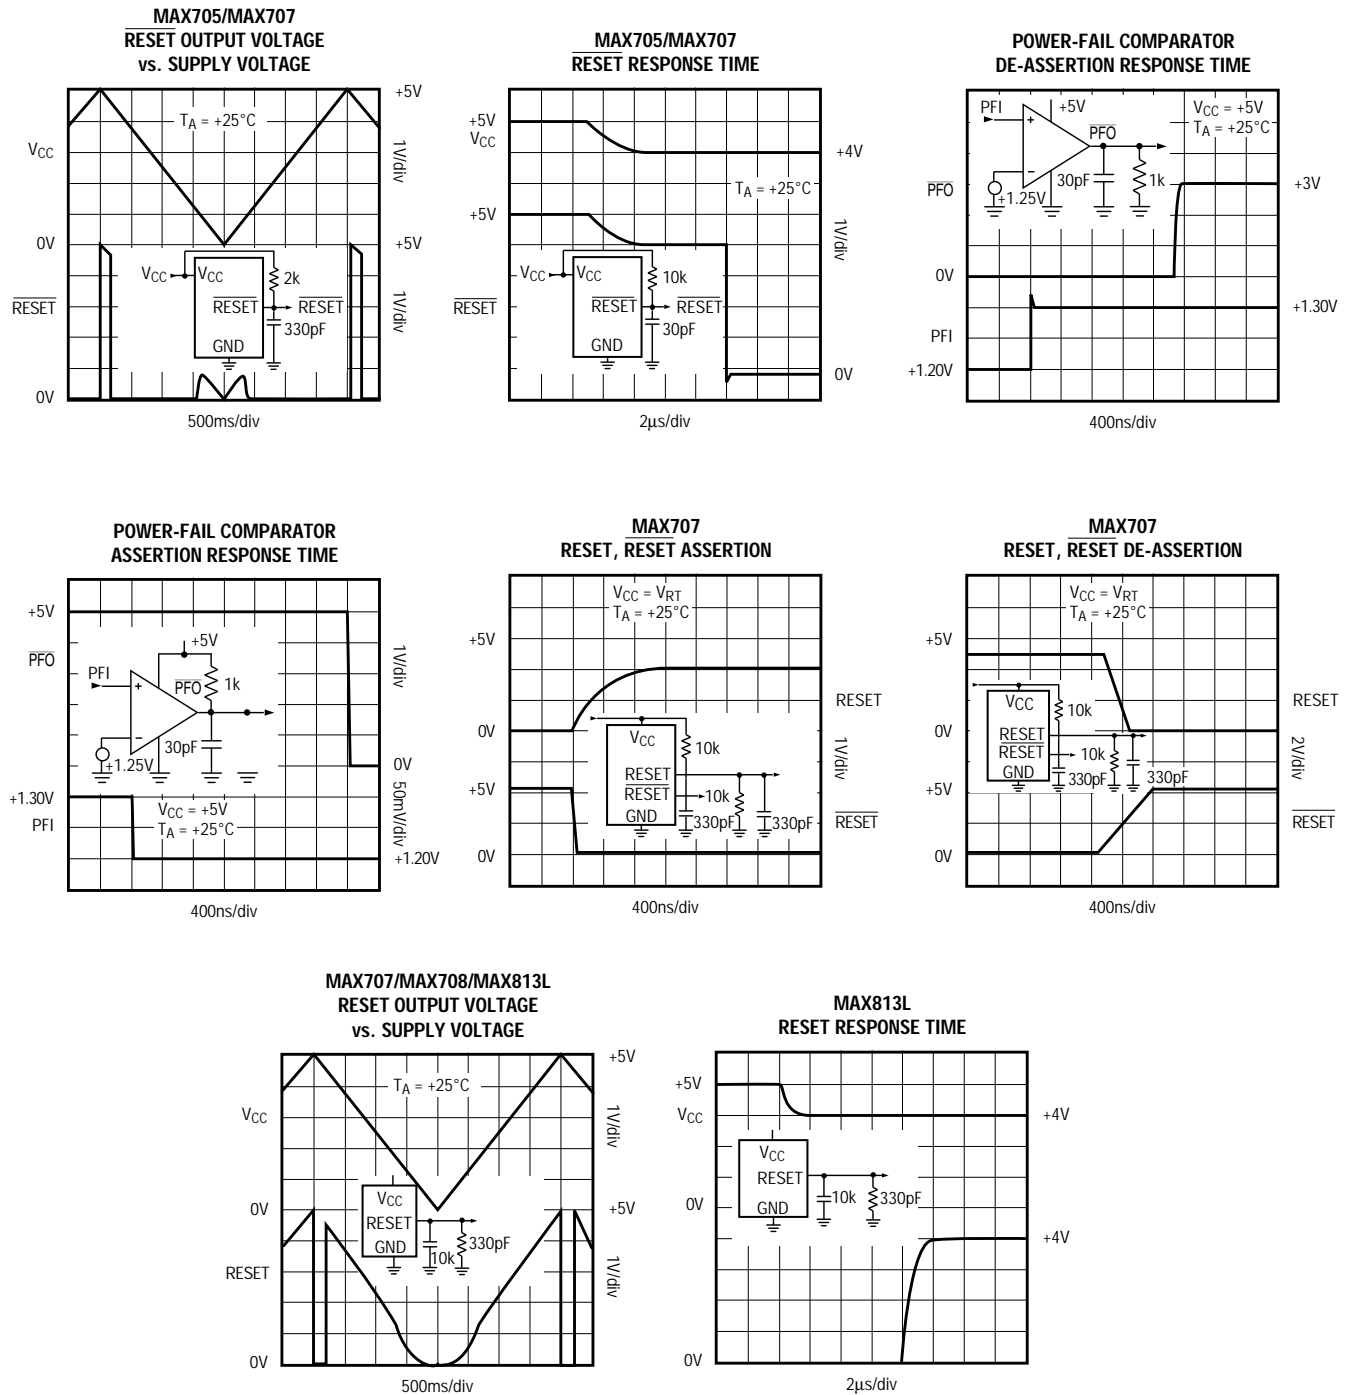 MAX705/MAX707
RESET OUTPUT VOLTAGE
vs. SUPPLY VOLTAGE
+5V
TA = +25°C
VCC
1V/div
0V
+5V
VCC
VCC
2k
RESET
RESET
RESET
1V/div
330pF
GND
0V
500ms/div
MAX705/MAX707
RESET RESPONSE TIME
+5V
VCC
+4V
TA = +25°C
+5V
1V/div
VCC
VCC
10k
RESET
RESET
RESET
30pF
GND
0V
2µs/div
POWER-FAIL COMPARATOR
DE-ASSERTION RESPONSE TIME
PFI
+5V
VCC = +5V
TA = +25°C
+
PFO
−
30pF
1k
+1.25V
PFO
+3V
0V
+1.30V
PFI
+1.20V
400ns/div
POWER-FAIL COMPARATOR
ASSERTION RESPONSE TIME
+5V
+5V
PFO
1V/div
PFI
PFO
1k
+
−
30pF
+1.25V
0V
+1.30V
PFI
VCC = +5V
TA = +25°C
50mV/div
+1.20V
400ns/div
MAX707
RESET, RESET ASSERTION
VCC = VRT
TA = +25°C
+5V
RESET
0V
VCC
10k
1V/div
RESET
RESET
10k
+5V
GND
330pF
330pF
RESET
0V
400ns/div
MAX707
RESET, RESET DE-ASSERTION
VCC = VRT
TA = +25°C
+5V
RESET
VCC
10k
0V
RESET
RESET
10k
2V/div
GND
330pF
330pF
+5V
RESET
0V
400ns/div
MAX707/MAX708/MAX813L
RESET OUTPUT VOLTAGE
vs. SUPPLY VOLTAGE
+5V
TA = +25°C
VCC
1V/div
0V
+5V
VCC
RESET
GND
10k
330pF
RESET
1V/div
0V
500ms/div
MAX813L
RESET RESPONSE TIME
+5V
VCC
+4V
VCC
RESET
10k
330pF
0V
GND
+4V
0V
2µs/div